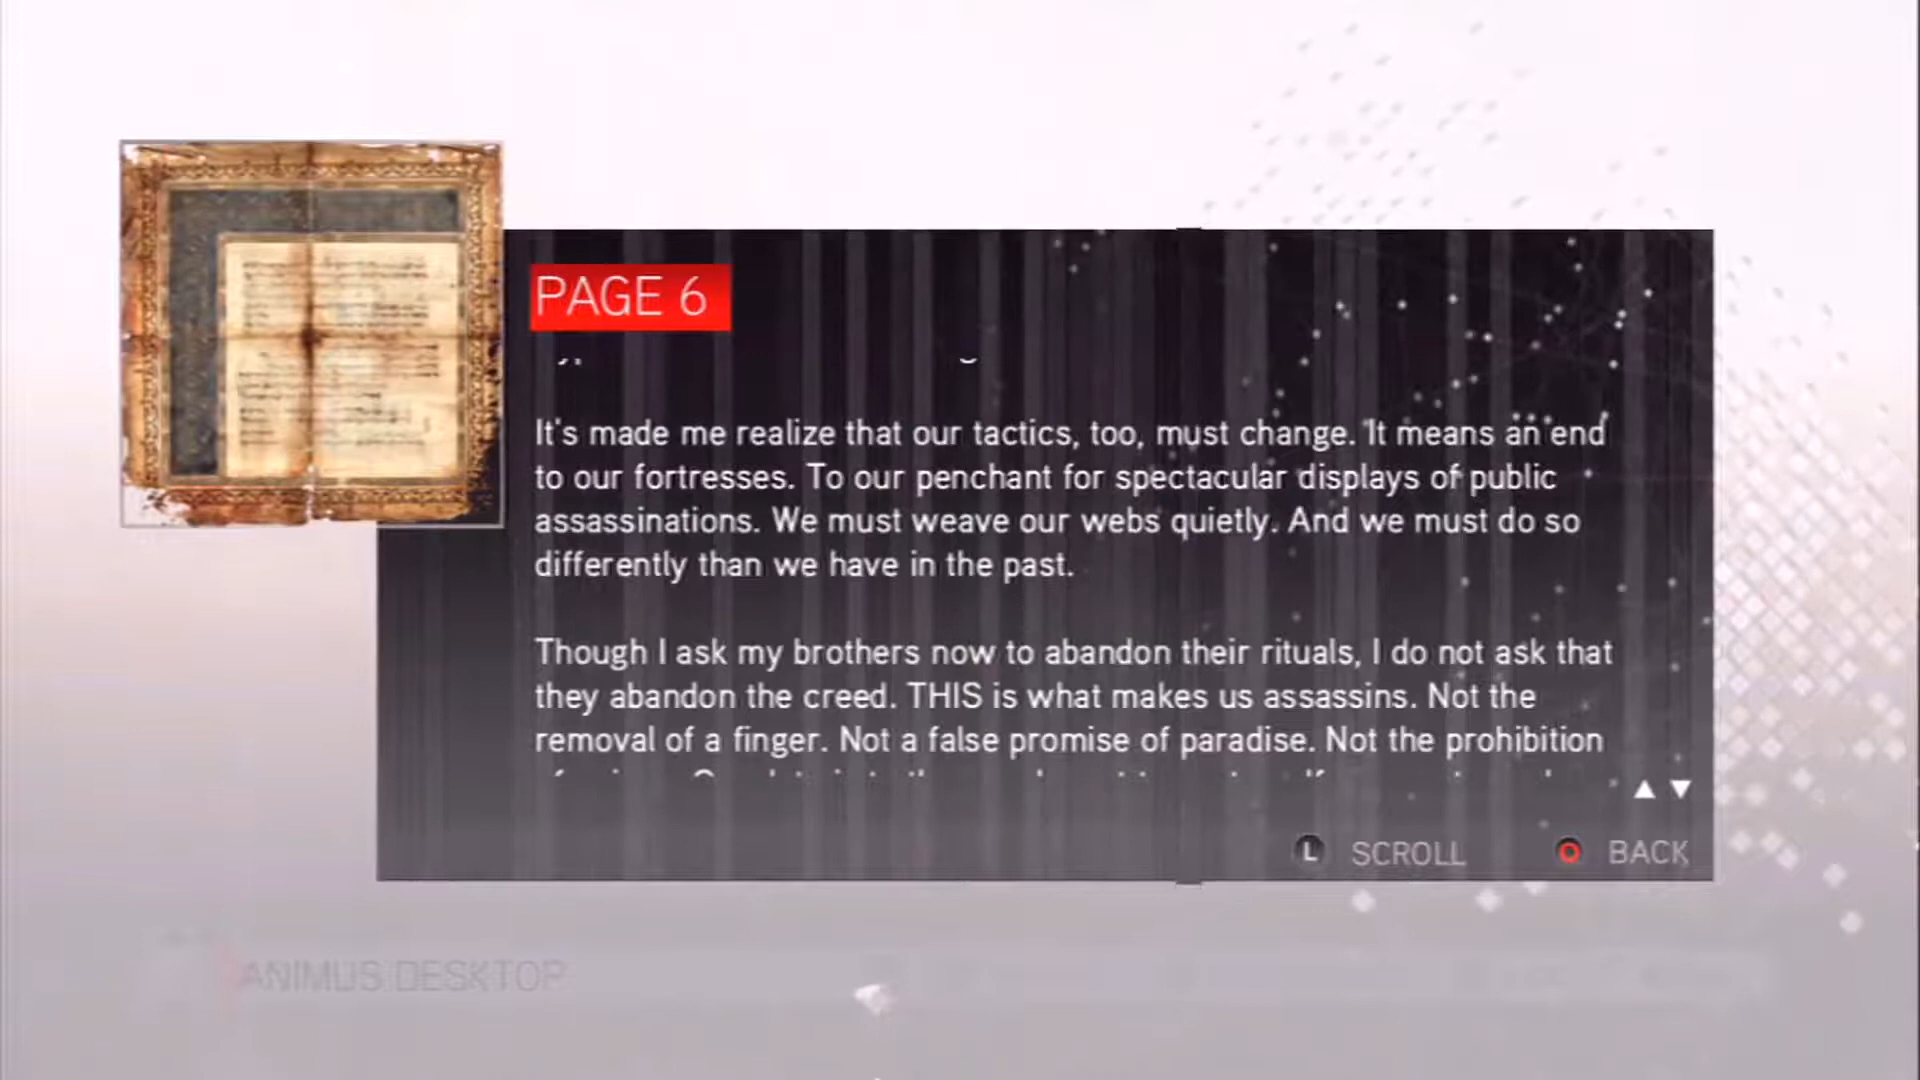 PAGE 6
It's made me realize that our tactics, too, must change. It means an end
to our fortresses. To our penchant for spectacular displays of public
assassinations. We must weave our webs quietly. And we must do so
differently than we have in the past.
Though I ask my brothers now to abandon their rituals, I do not ask that
they abandon the creed. THIS is what makes us assassins. Not the
removal of a finger. Not a false promise of paradise. Not the prohibition
L SCROLL O BACK
ANIMUS DESKTOP